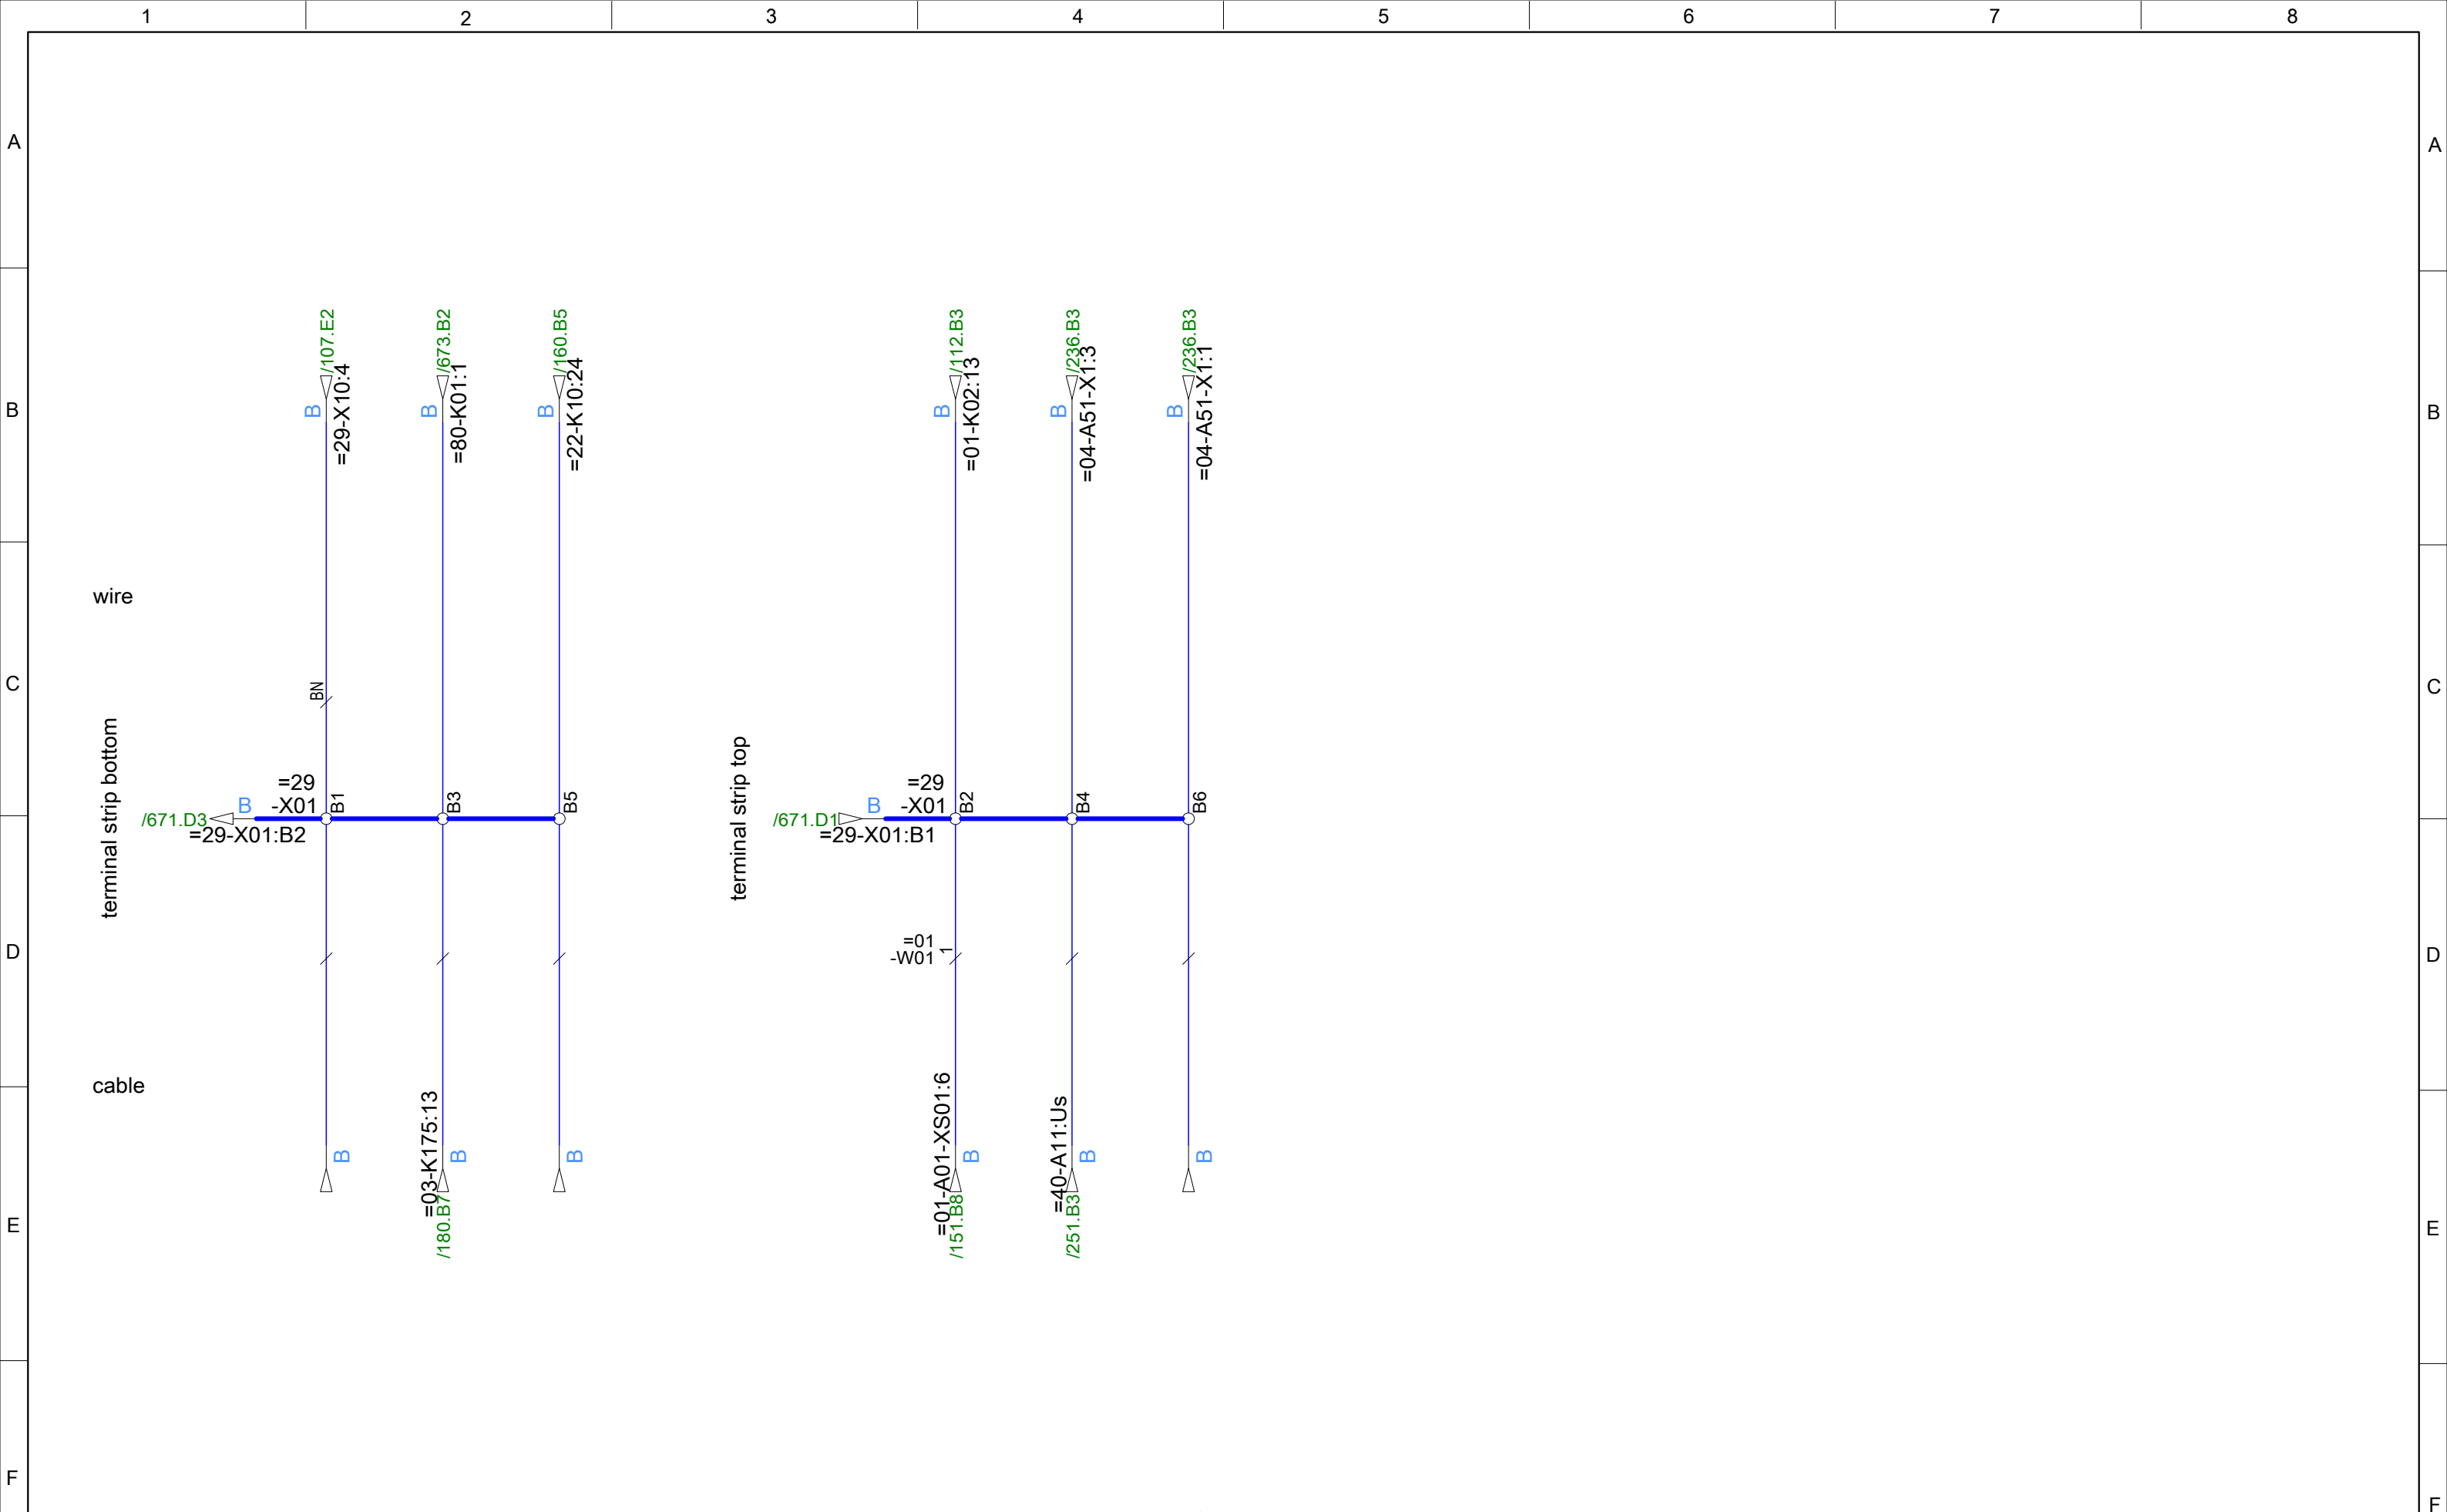 1 2 3 4 5 6 7 8
A A
/107.E2 /673.B2 /160.B5 /112.B3 /236.B3 /236.B3
=29-X10:4 =80-K01:1 =22-K10:24 =01-K02:13 =04-A51-X1:3 =04-A51-X1:1
B B B B B B B B
wire
C BN C
terminal strip bottom
terminal strip top
=29 =29
B -X01 B1 B3 B5 B -X01 B2 B4 B6
/671.D3 /671.D1
=29-X01:B2 =29-X01:B1
=01
-W01 1
D D
cable
=03-K175:13 =01-A01-XS01:6 =40-A11:Us
B B B B B B
/180.B7 /151.B8 /251.B3
E E
F F